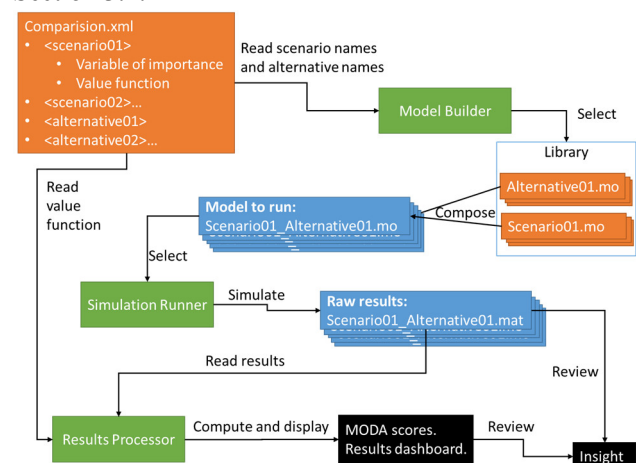 Comparision.xml
• <scenario01>
• Variable of importance
• Value function
• <scenario02>...
• <alternative01>
• <alternative02>...
Read scenario names
and alternative names
Model Builder
Select
Library
Alternative01.mo
Scenario01.mo
Compose
Read
value
function
Model to run:
Scenario01_Alternative01.mo
Select
Simulation Runner
Simulate
Raw results:
Scenario01_Alternative01.mat
Read results
Review
Results Processor
Compute and display
MODA scores.
Results dashboard.
Review
Insight